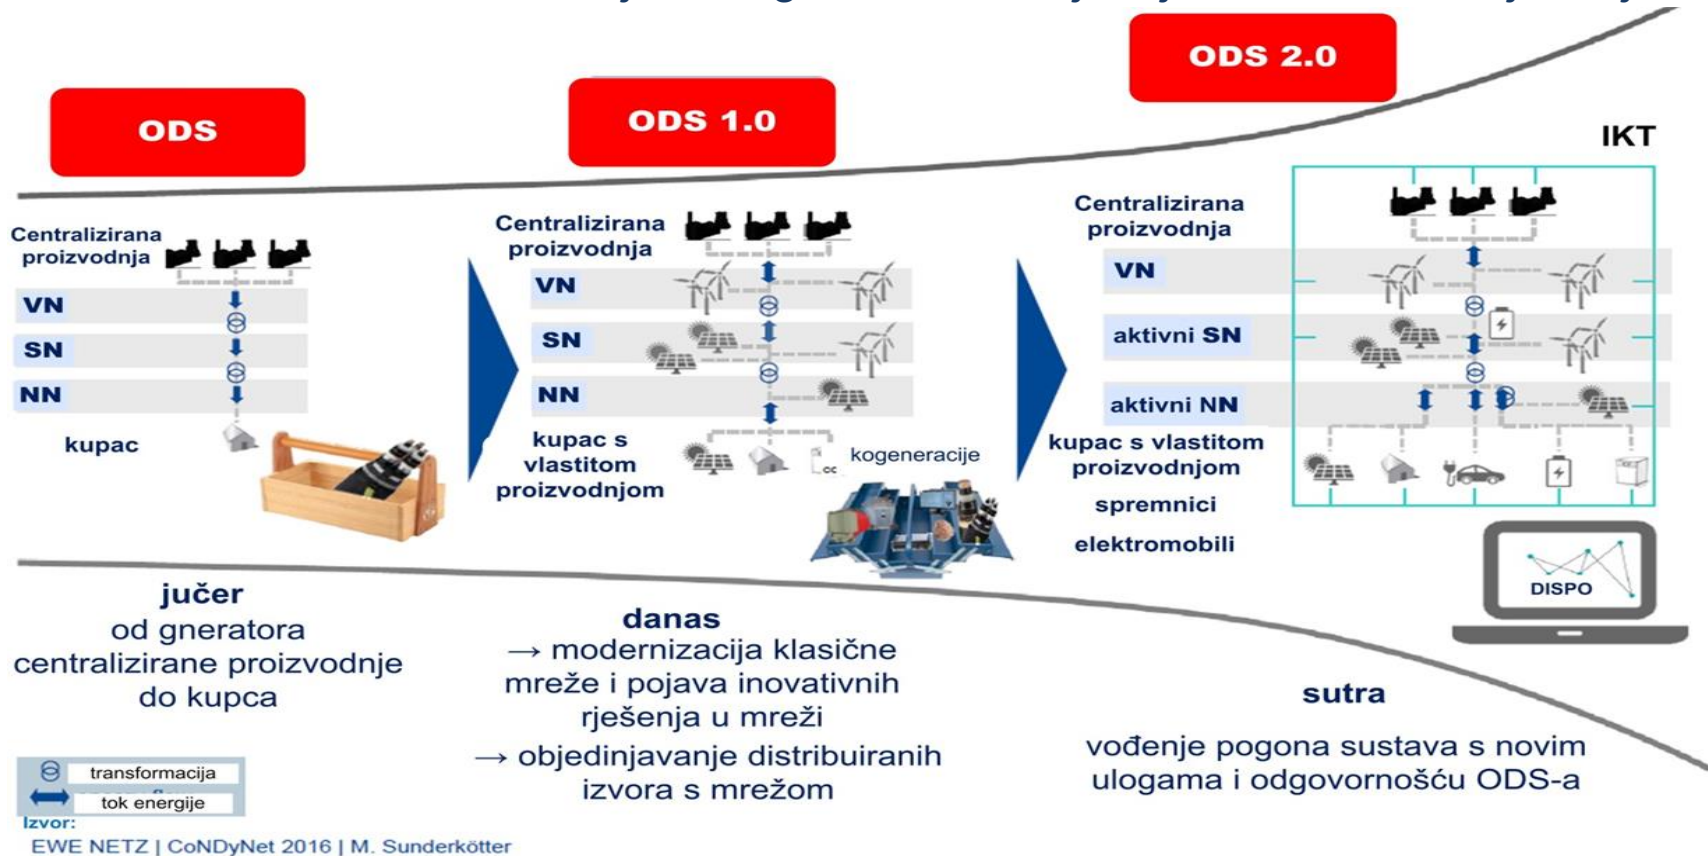 ODS
ODS 1.0
ODS 2.0
IKT
Centralizirana
proizvodnja
VN
SN
NN
kupac
Centralizirana
proizvodnja
VN
SN
NN
kupac s
vlastitom
proizvodnjom
kogeneracije
Centralizirana
proizvodnja
VN
aktivni SN
aktivni NN
kupac s vlastitom
proizvodnjom
spremnici
elektromobili
DISPO
jučer
od gneratora
centralizirane proizvodnje
do kupca
danas
→ modernizacija klasične
mreže i pojava inovativnih
rješenja u mreži
→ objedinjavanje distribuiranih
izvora s mrežom
sutra
vođenje pogona sustava s novim
ulogama i odgovornošću ODS-a
transformacija
tok energije
Izvor:
EWE NETZ | CoNDyNet 2016 | M. Sunderkötter